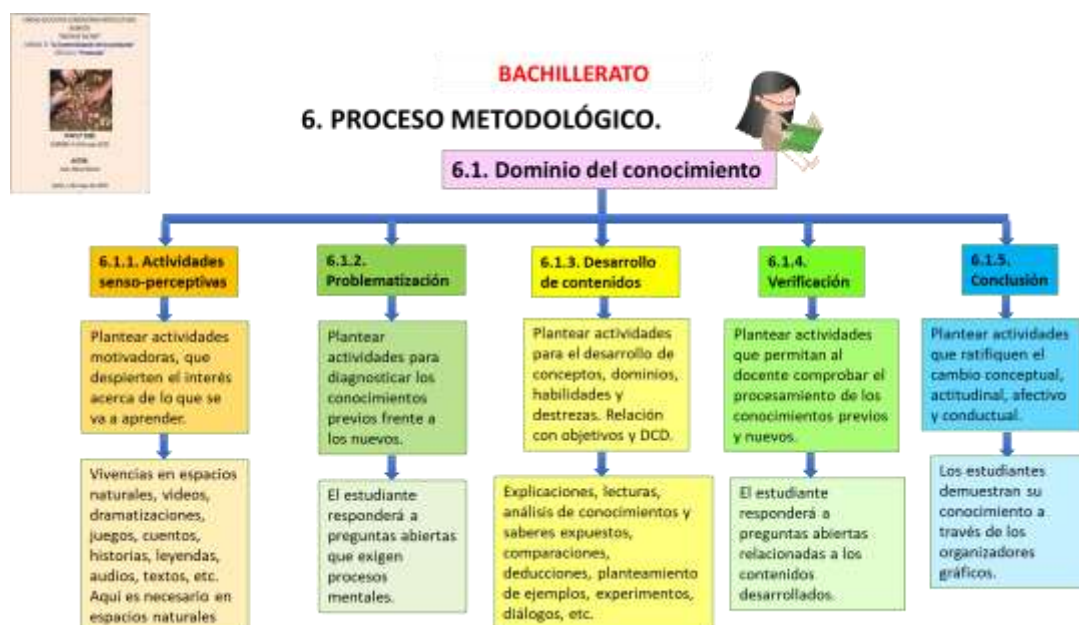 BACHILLERATO
6. PROCESO METODOLÓGICO.
6.1. Dominio del conocimiento
6.1.1. Actividades
senso-perceptivas
Plantear actividades
motivadoras, que
despierten el interés
acerca de lo que se
va a aprender.
Vivencias en espacios
naturales, videos,
dramatizaciones,
juegos, cuentos,
historias, leyendas,
audios, textos, etc.
Aquí es necesario en
espacios naturales
6.1.2.
Problematización
Plantear
actividades para
diagnosticar los
conocimientos
previos frente a
los nuevos.
El estudiante
responderá a
preguntas abiertas
que exigen
procesos
mentales.
6.1.3. Desarrollo
de contenidos
Plantear actividades
para el desarrollo de
conceptos, dominios,
habilidades y
destrezas. Relación
con objetivos y DCD.
Explicaciones, lecturas,
análisis de conocimientos y
saberes expuestos,
comparaciones,
deducciones, planteamiento
de ejemplos, experimentos,
diálogos, etc.
6.1.4.
Verificación
Plantear actividades
que permitan al
docente comprobar el
procesamiento de los
conocimientos previos
y nuevos.
El estudiante
responderá a
preguntas abiertas
relacionadas a los
contenidos
desarrollados.
6.1.5.
Conclusión
Plantear actividades
que ratifiquen el
cambio conceptual,
actitudinal, afectivo
y conductual.
Los estudiantes
demuestran su
conocimiento a
través de los
organizadores
gráficos.